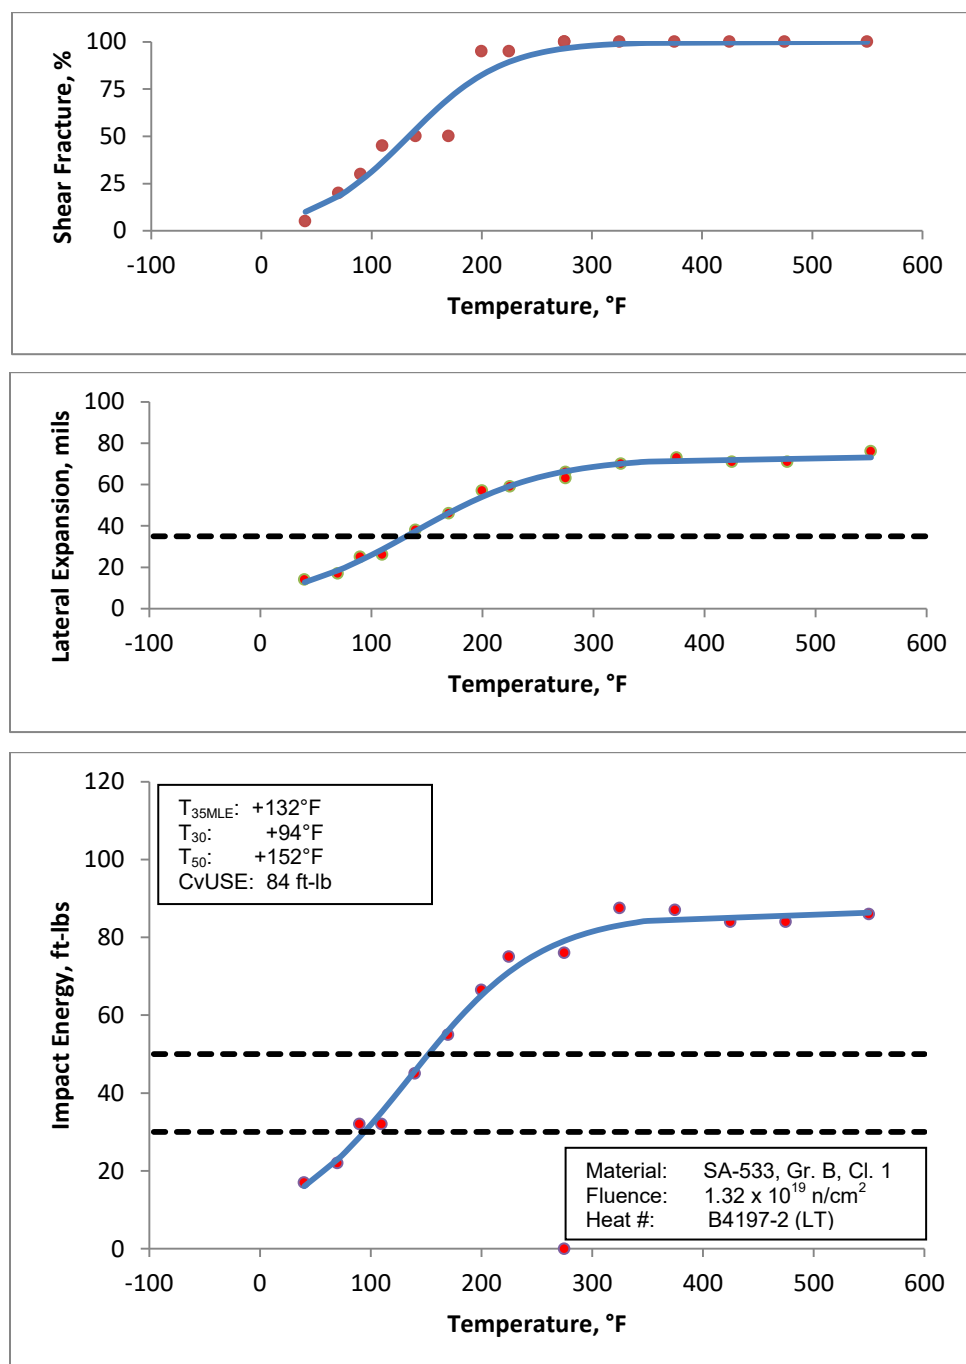 100
75
50
25
0
Shear Fracture, %
-100 0 100 200 300 400 500 600
Temperature, °F
100
80
60
40
20
0
Lateral Expansion, mils
-100 0 100 200 300 400 500 600
Temperature, °F
120
100
80
60
40
20
0
Impact Energy, ft-lbs
T35MLE: +132°F
T30: +94°F
T50: +152°F
CvUSE: 84 ft-lb
Material: SA-533, Gr. B, Cl. 1
Fluence: 1.32 x 10^19 n/cm^2
Heat #: B4197-2 (LT)
-100 0 100 200 300 400 500 600
Temperature, °F